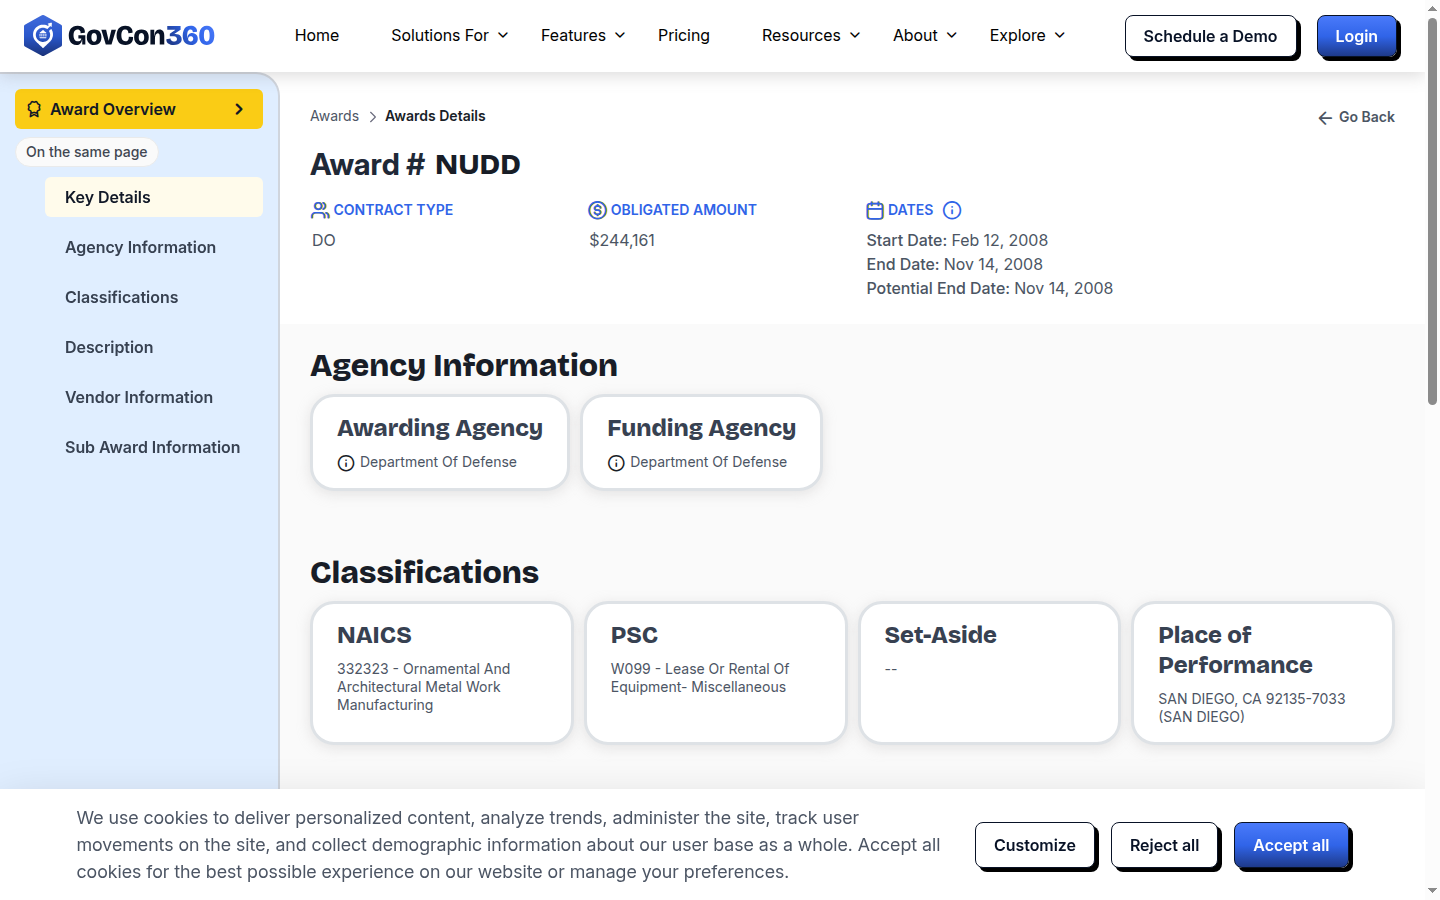 GovCon360
Home
Solutions For
Features
Pricing
Resources
About
Explore
Schedule a Demo
Login
Award Overview
On the same page
Key Details
Agency Information
Classifications
Description
Vendor Information
Sub Award Information
Awards
Awards Details
Go Back
Award # NUDD
CONTRACT TYPE
DO
OBLIGATED AMOUNT
$244,161
DATES
Start Date: Feb 12, 2008
End Date: Nov 14, 2008
Potential End Date: Nov 14, 2008
Agency Information
Awarding Agency
Department Of Defense
Funding Agency
Department Of Defense
Classifications
NAICS
332323 - Ornamental And
Architectural Metal Work
Manufacturing
PSC
W099 - Lease Or Rental Of
Equipment- Miscellaneous
Set-Aside
--
Place of
Performance
SAN DIEGO, CA 92135-7033
(SAN DIEGO)
We use cookies to deliver personalized content, analyze trends, administer the site, track user
movements on the site, and collect demographic information about our user base as a whole. Accept all
cookies for the best possible experience on our website or manage your preferences.
Customize
Reject all
Accept all